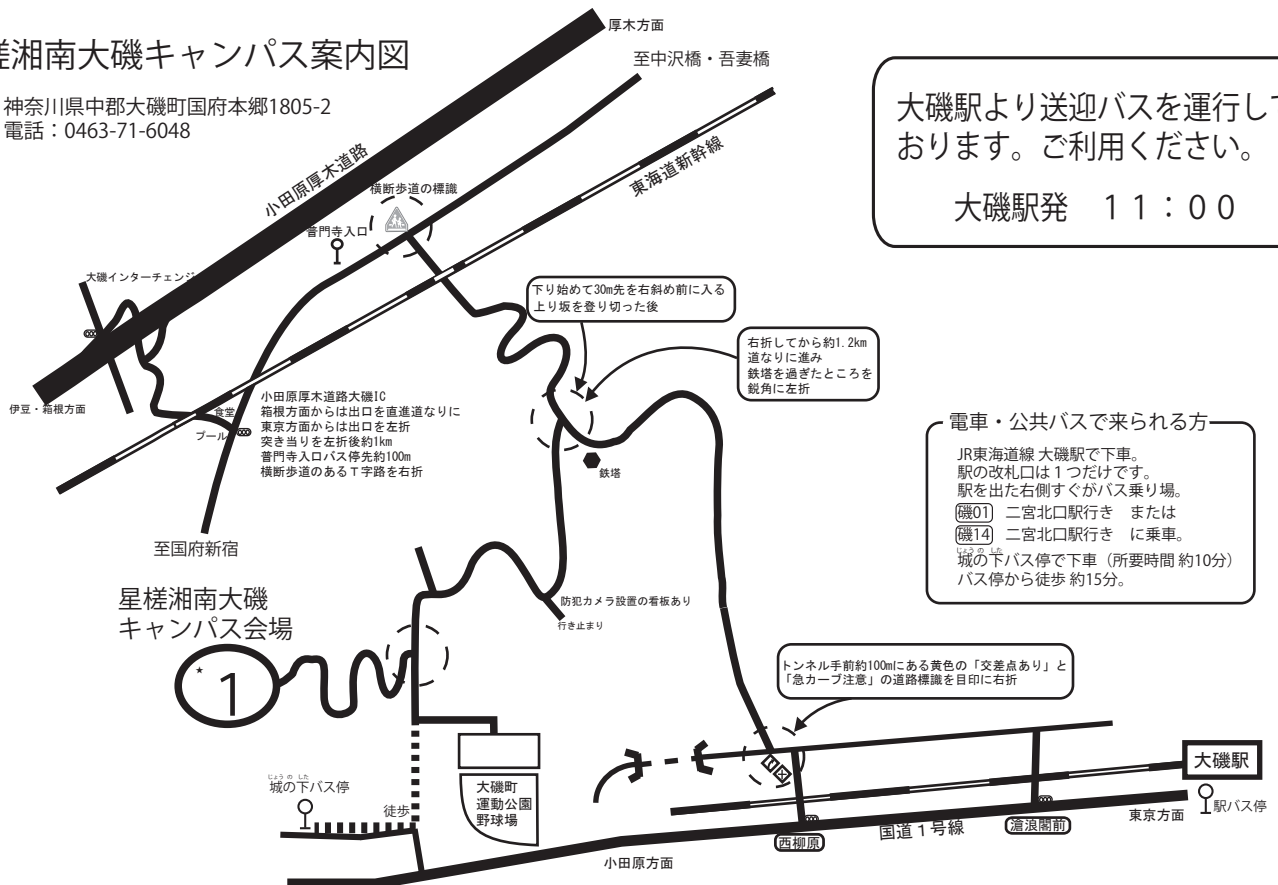 槎湘南大磯キャンパス案内図
神奈川県中郡大磯町国府本郷1805-2
電話：0463-71-6048
厚木方面
至中沢橋・吾妻橋
小田原厚木道路
東海道新幹線
横断歩道の標識
普門寺入口
大磯インターチェンジ
伊豆・箱根方面
食堂
プール
小田原厚木道路大磯IC
箱根方面からは出口を直進道なりに
東京方面からは出口を左折
突き当りを左折後約1km
普門寺入口バス停先約100m
横断歩道のあるT字路を右折
至国府新宿
大磯駅より送迎バスを運行して
おります。ご利用ください。
大磯駅発　１１：００
下り始めて30m先を右斜め前に入る
上り坂を登り切った後
右折してから約1.2km
道なりに進み
鉄塔を過ぎたところを
鋭角に左折
鉄塔
電車・公共バスで来られる方
JR東海道線 大磯駅で下車。
駅の改札口は１つだけです。
駅を出た右側すぐがバス乗り場。
磯01 二宮北口駅行き　または
磯14 二宮北口駅行き　に乗車。
じょう の した
城の下バス停で下車（所要時間 約10分）
バス停から徒歩 約15分。
星槎湘南大磯
キャンパス会場
★
1
防犯カメラ設置の看板あり
行き止まり
トンネル手前約100mにある黄色の「交差点あり」と
「急カーブ注意」の道路標識を目印に右折
じょう の した
城の下バス停
徒歩
大磯町
運動公園
野球場
大磯駅
駅バス停
東京方面
滄浪閣前
国道１号線
西柳原
小田原方面